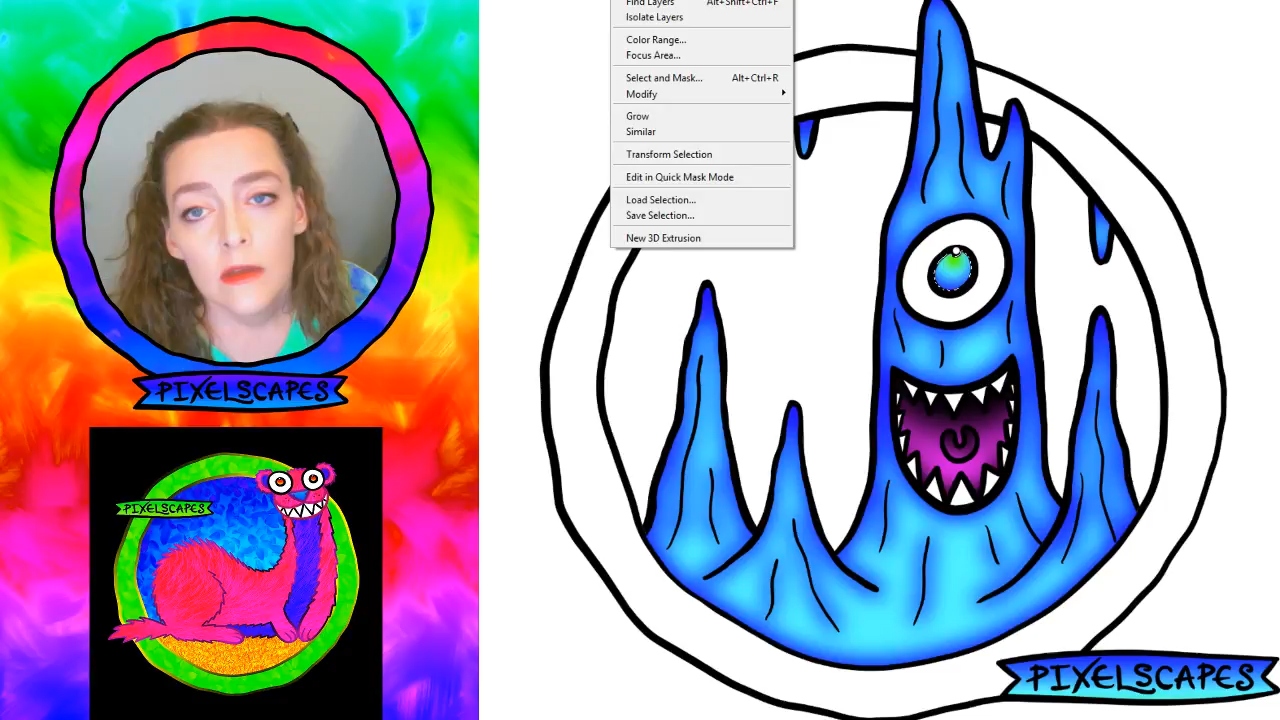 Find Layers Alt+Shift+Ctrl+F
Isolate Layers
Color Range...
Focus Area...
Select and Mask... Alt+Ctrl+R
Modify
Grow
Similar
Transform Selection
Edit in Quick Mask Mode
Load Selection...
Save Selection...
New 3D Extrusion
PIXELSCAPES
PIXELSCAPES
PIXELSCAPES